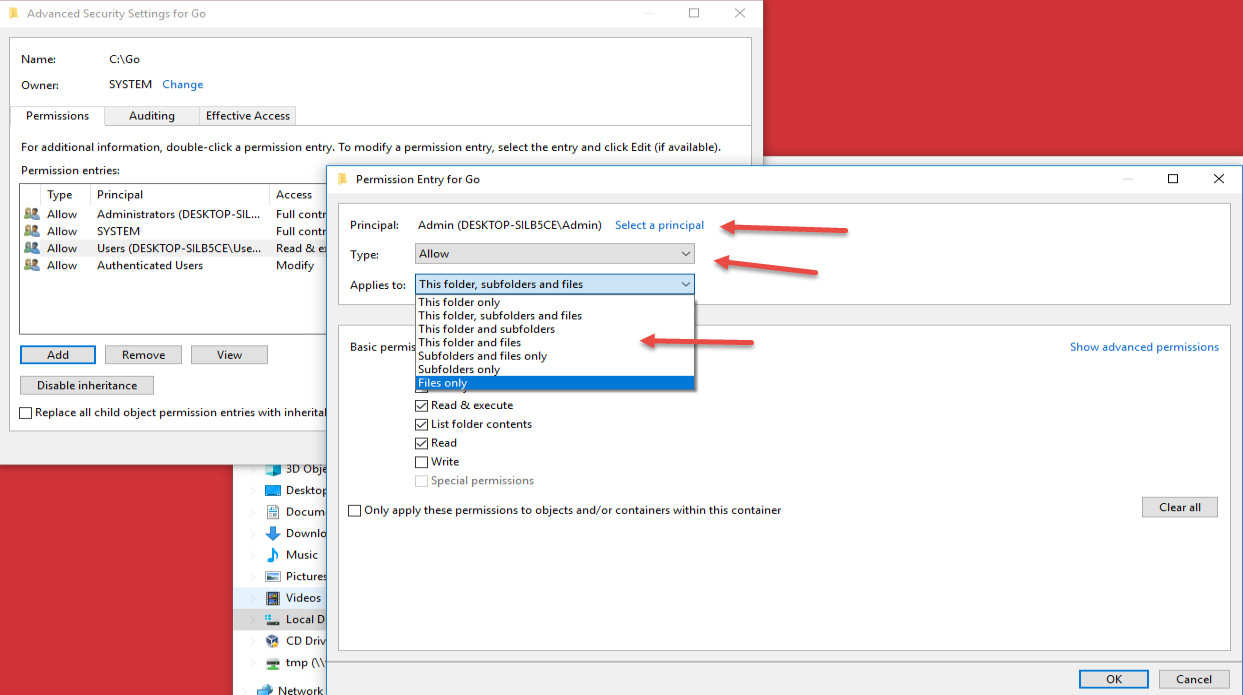 Advanced Security Settings for Go
Name: C:\Go
Owner: SYSTEM Change
Permissions Auditing Effective Access
For additional information, double-click a permission entry. To modify a permission entry, select the entry and click Edit (if available).
Permission entries:
Type Principal Access
Allow Administrators (DESKTOP-SIL... Full contr
Allow SYSTEM Full contr
Allow Users (DESKTOP-SILB5CE\Use... Read & ex
Allow Authenticated Users Modify
Add Remove View
Disable inheritance
Replace all child object permission entries with inherital
3D Obje
Desktop
Docum
Downlo
Music
Pictures
Videos
Local D
CD Driv
tmp (\\
Network
Permission Entry for Go
Principal: Admin (DESKTOP-SILB5CE\Admin) Select a principal
Type: Allow
Applies to: This folder, subfolders and files
This folder only
This folder, subfolders and files
This folder and subfolders
This folder and files
Subfolders and files only
Subfolders only
Files only
Basic permis Show advanced permissions
Read & execute
List folder contents
Read
Write
Special permissions
Only apply these permissions to objects and/or containers within this container
Clear all
OK Cancel